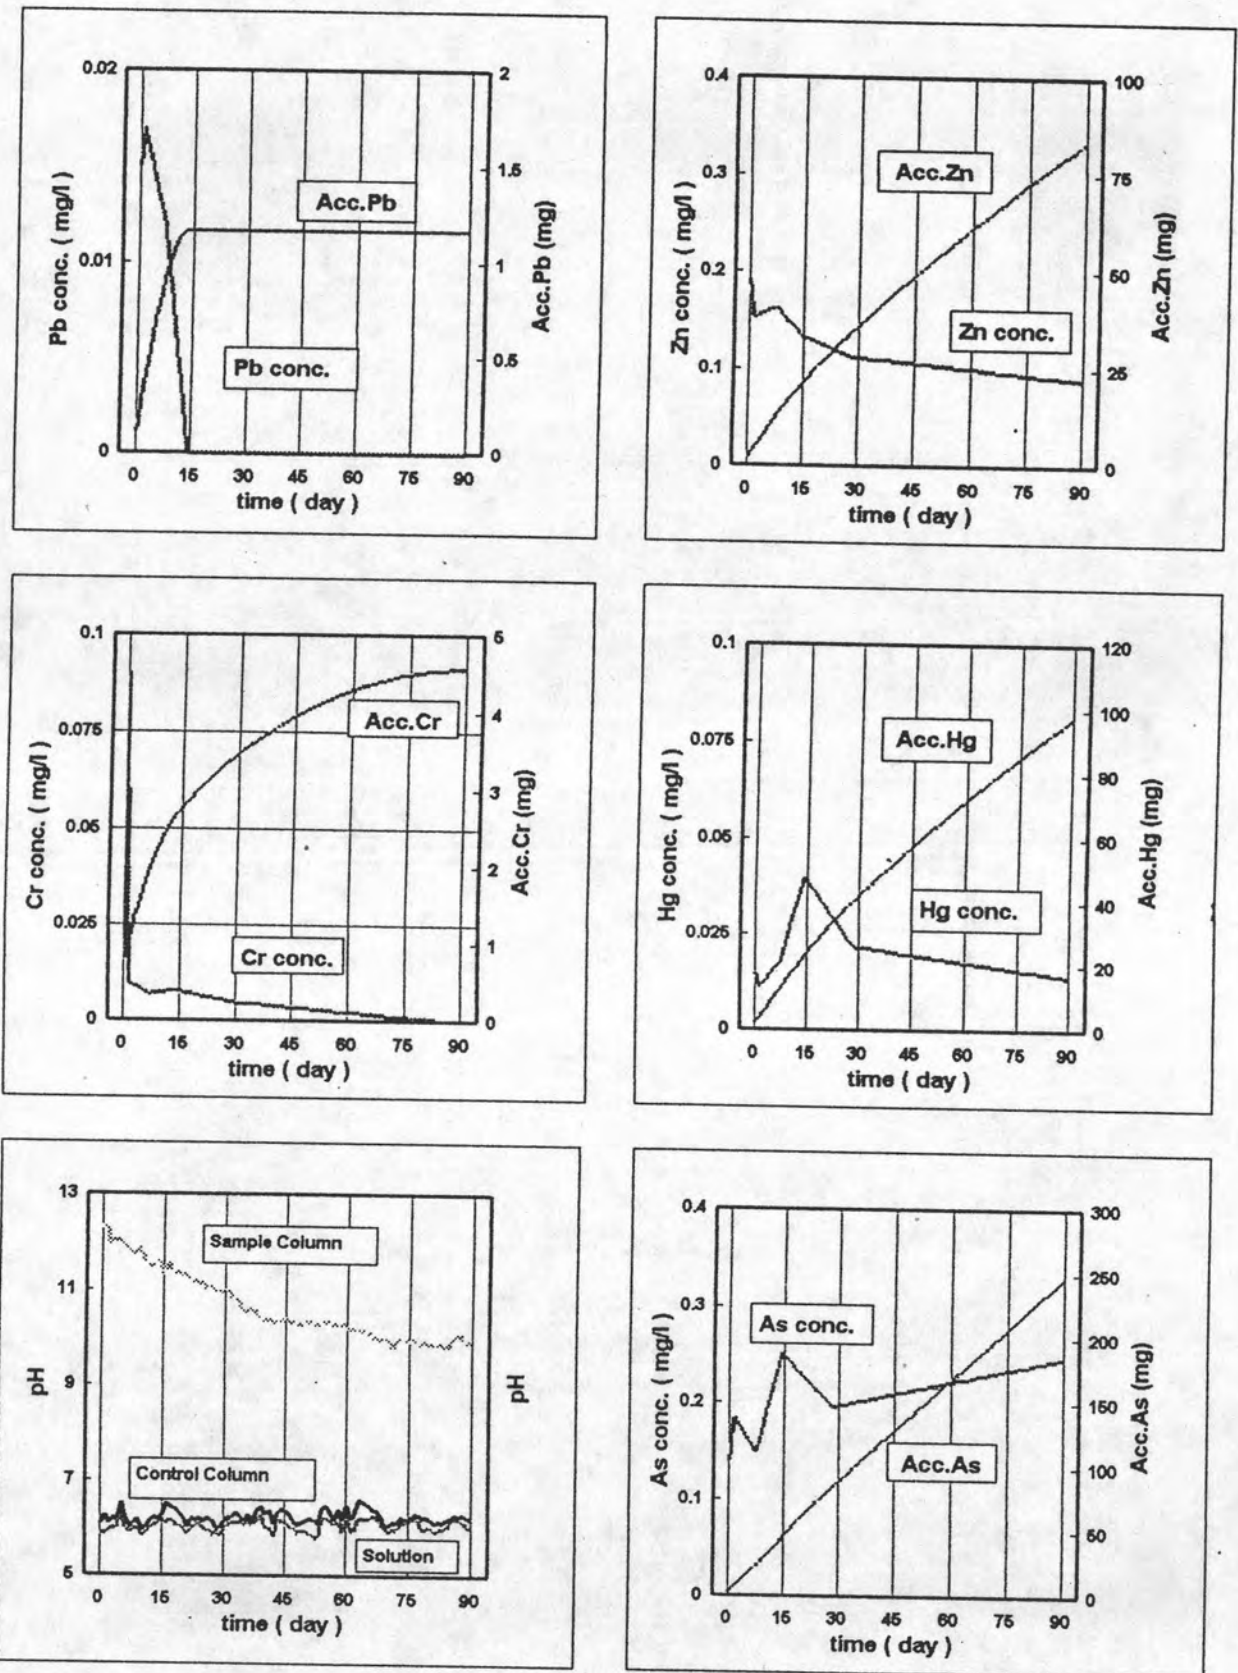 0.02
0.01
0
Pb conc. ( mg/l )
Acc.Pb
Pb conc.
2
1.5
1
0.5
0
Acc.Pb (mg)
0 15 30 45 60 75 90
time ( day )
0.4
0.3
0.2
0.1
0
Zn conc. ( mg/l )
Acc.Zn
Zn conc.
100
75
50
25
0
Acc.Zn (mg)
0 15 30 45 60 75 90
time ( day )
0.1
0.075
0.05
0.025
0
Cr conc. ( mg/l )
Acc.Cr
Cr conc.
5
4
3
2
1
0
Acc.Cr (mg)
0 15 30 45 60 75 90
time ( day )
0.1
0.075
0.05
0.025
0
Hg conc. ( mg/l )
Acc.Hg
Hg conc.
120
100
80
60
40
20
0
Acc.Hg (mg)
0 15 30 45 60 75 90
time ( day )
13
11
9
7
5
pH
Sample Column
Control Column
Solution
pH
0 15 30 45 60 75 90
time ( day )
0.4
0.3
0.2
0.1
0
As conc. ( mg/l )
As conc.
Acc.As
300
250
200
150
100
50
0
Acc.As (mg)
0 15 30 45 60 75 90
time ( day )